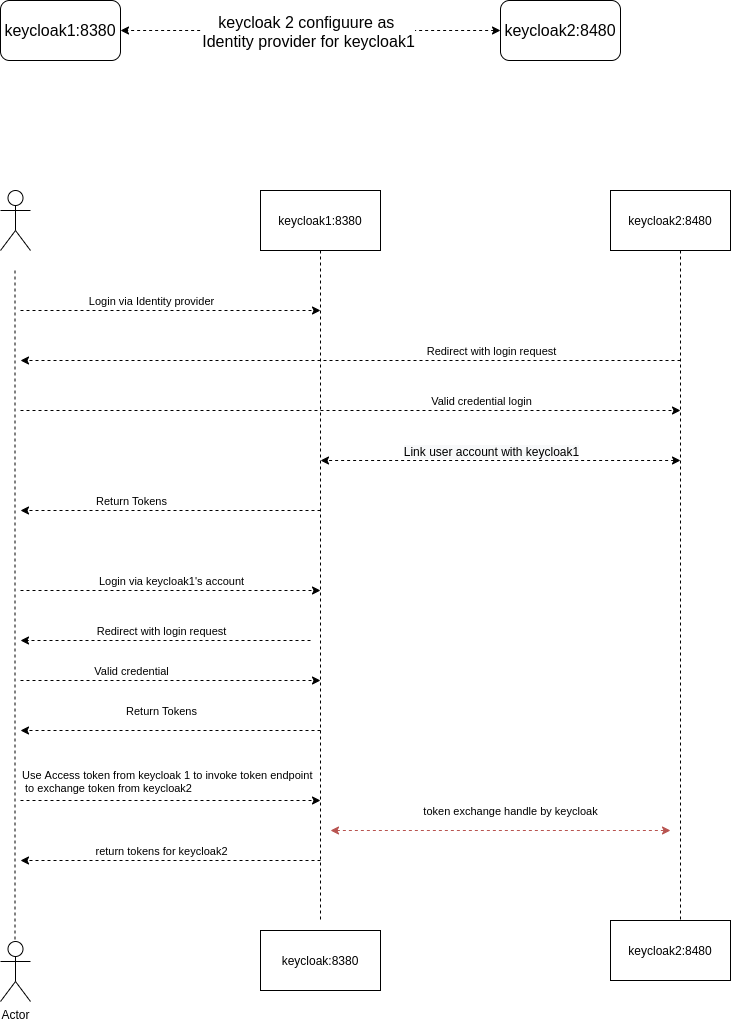 keycloak1:8380
keycloak 2 configuure as
Identity provider for keycloak1
keycloak2:8480
keycloak1:8380
keycloak2:8480
Login via Identity provider
Redirect with login request
Valid credential login
Link user account with keycloak1
Return Tokens
Login via keycloak1's account
Redirect with login request
Valid credential
Return Tokens
Use Access token from keycloak 1 to invoke token endpoint
to exchange token from keycloak2
token exchange handle by keycloak
return tokens for keycloak2
keycloak:8380
keycloak2:8480
Actor